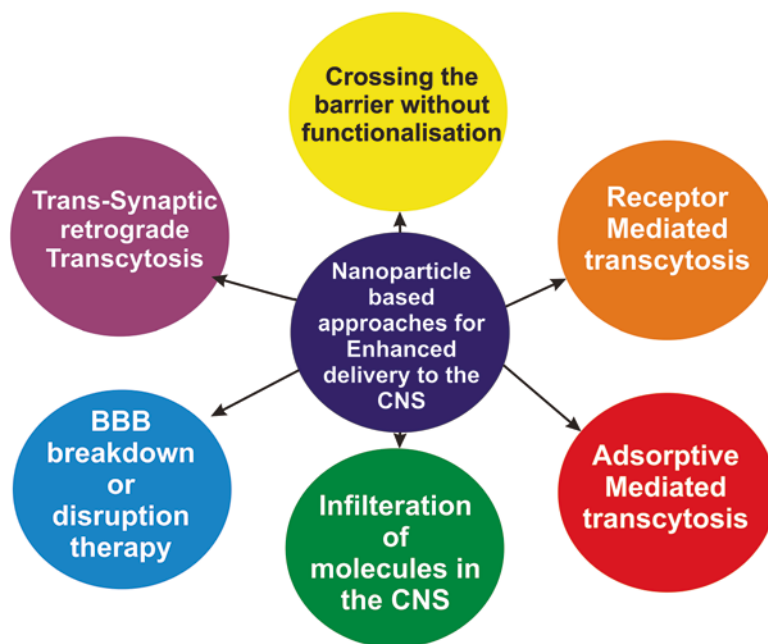 Crossing the
barrier without
functionalisation
Trans-Synaptic
retrograde
Transcytosis
Receptor
Mediated
transcytosis
Nanoparticle
based
approaches for
Enhanced
delivery to the
CNS
BBB
breakdown
or
disruption
therapy
Infilteration
of
molecules in
the CNS
Adsorptive
Mediated
transcytosis